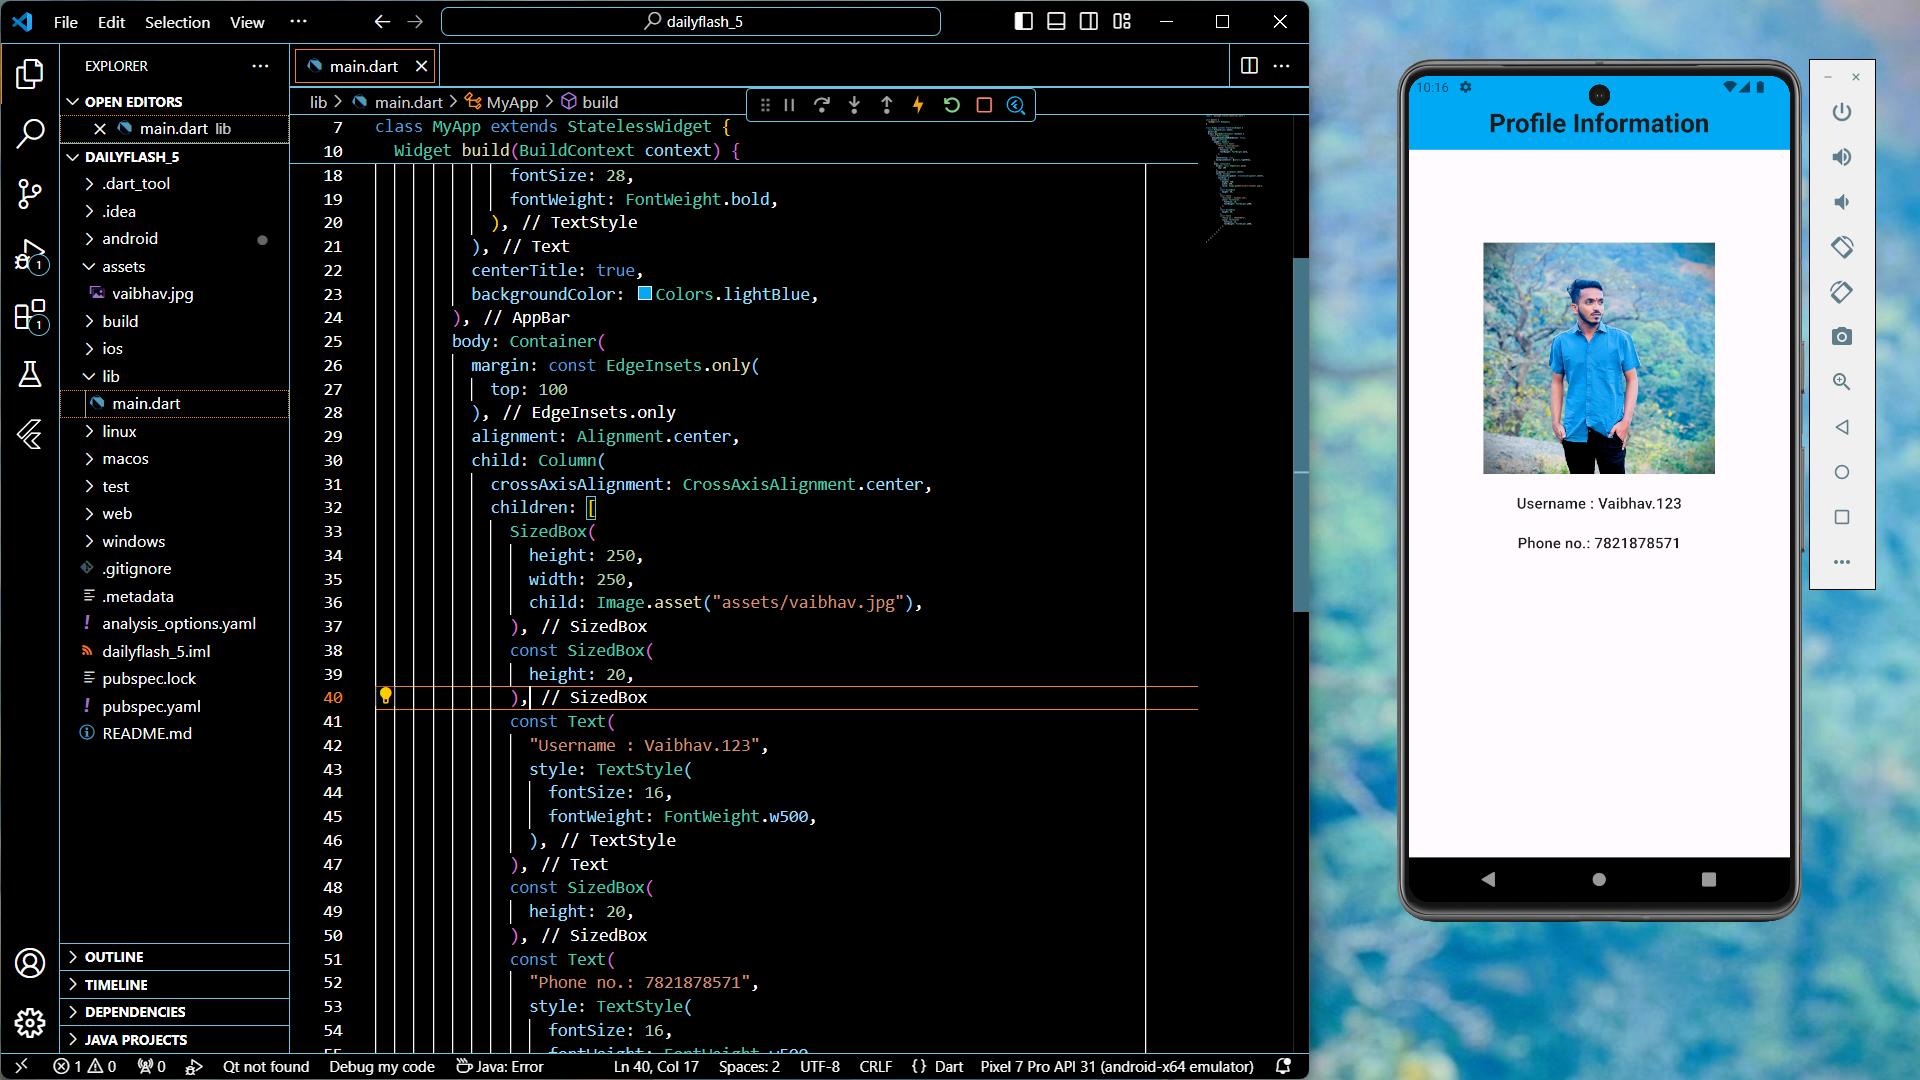 File Edit Selection View ...
dailyflash_5
EXPLORER
OPEN EDITORS
main.dart lib
DAILYFLASH_5
.dart_tool
.idea
android
assets
vaibhav.jpg
build
ios
lib
main.dart
linux
macos
test
web
windows
.gitignore
.metadata
analysis_options.yaml
dailyflash_5.iml
pubspec.lock
pubspec.yaml
README.md
OUTLINE
TIMELINE
DEPENDENCIES
JAVA PROJECTS
1
1
main.dart
lib > main.dart > MyApp > build
7 class MyApp extends StatelessWidget {
10 Widget build(BuildContext context) {
18 fontSize: 28,
19 fontWeight: FontWeight.bold,
20 ), // TextStyle
21 ), // Text
22 centerTitle: true,
23 backgroundColor: Colors.lightBlue,
24 ), // AppBar
25 body: Container(
26 margin: const EdgeInsets.only(
27 top: 100
28 ), // EdgeInsets.only
29 alignment: Alignment.center,
30 child: Column(
31 crossAxisAlignment: CrossAxisAlignment.center,
32 children: [
33 SizedBox(
34 height: 250,
35 width: 250,
36 child: Image.asset("assets/vaibhav.jpg"),
37 ), // SizedBox
38 const SizedBox(
39 height: 20,
40 ), // SizedBox
41 const Text(
42 "Username : Vaibhav.123",
43 style: TextStyle(
44 fontSize: 16,
45 fontWeight: FontWeight.w500,
46 ), // TextStyle
47 ), // Text
48 const SizedBox(
49 height: 20,
50 ), // SizedBox
51 const Text(
52 "Phone no.: 7821878571",
53 style: TextStyle(
54 fontSize: 16,
55 fontWeight: FontWeight.w500
1 0 0 Qt not found Debug my code Java: Error Ln 40, Col 17 Spaces: 2 UTF-8 CRLF {} Dart Pixel 7 Pro API 31 (android-x64 emulator)
10:16
Profile Information
Username : Vaibhav.123
Phone no.: 7821878571